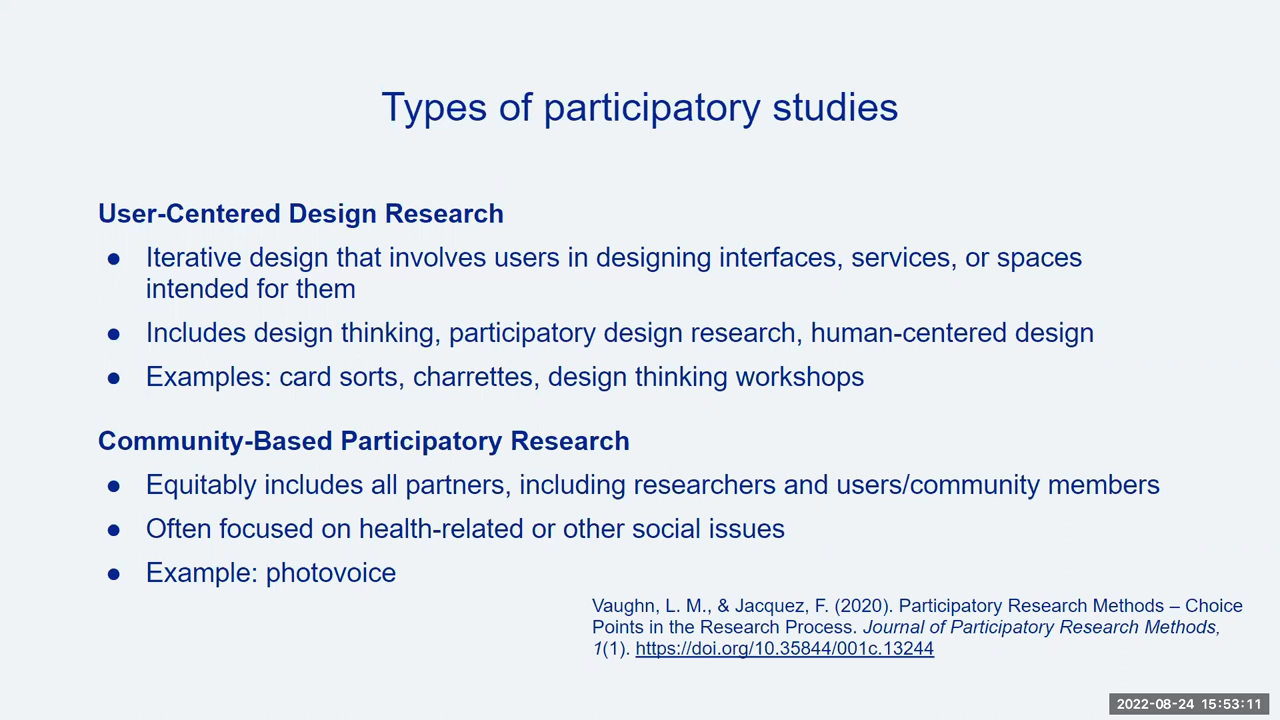 Types of participatory studies
User-Centered Design Research
● Iterative design that involves users in designing interfaces, services, or spaces
intended for them
● Includes design thinking, participatory design research, human-centered design
● Examples: card sorts, charrettes, design thinking workshops
Community-Based Participatory Research
● Equitably includes all partners, including researchers and users/community members
● Often focused on health-related or other social issues
● Example: photovoice
Vaughn, L. M., & Jacquez, F. (2020). Participatory Research Methods – Choice
Points in the Research Process. Journal of Participatory Research Methods,
1(1). https://doi.org/10.35844/001c.13244
2022-08-24 15:53:11